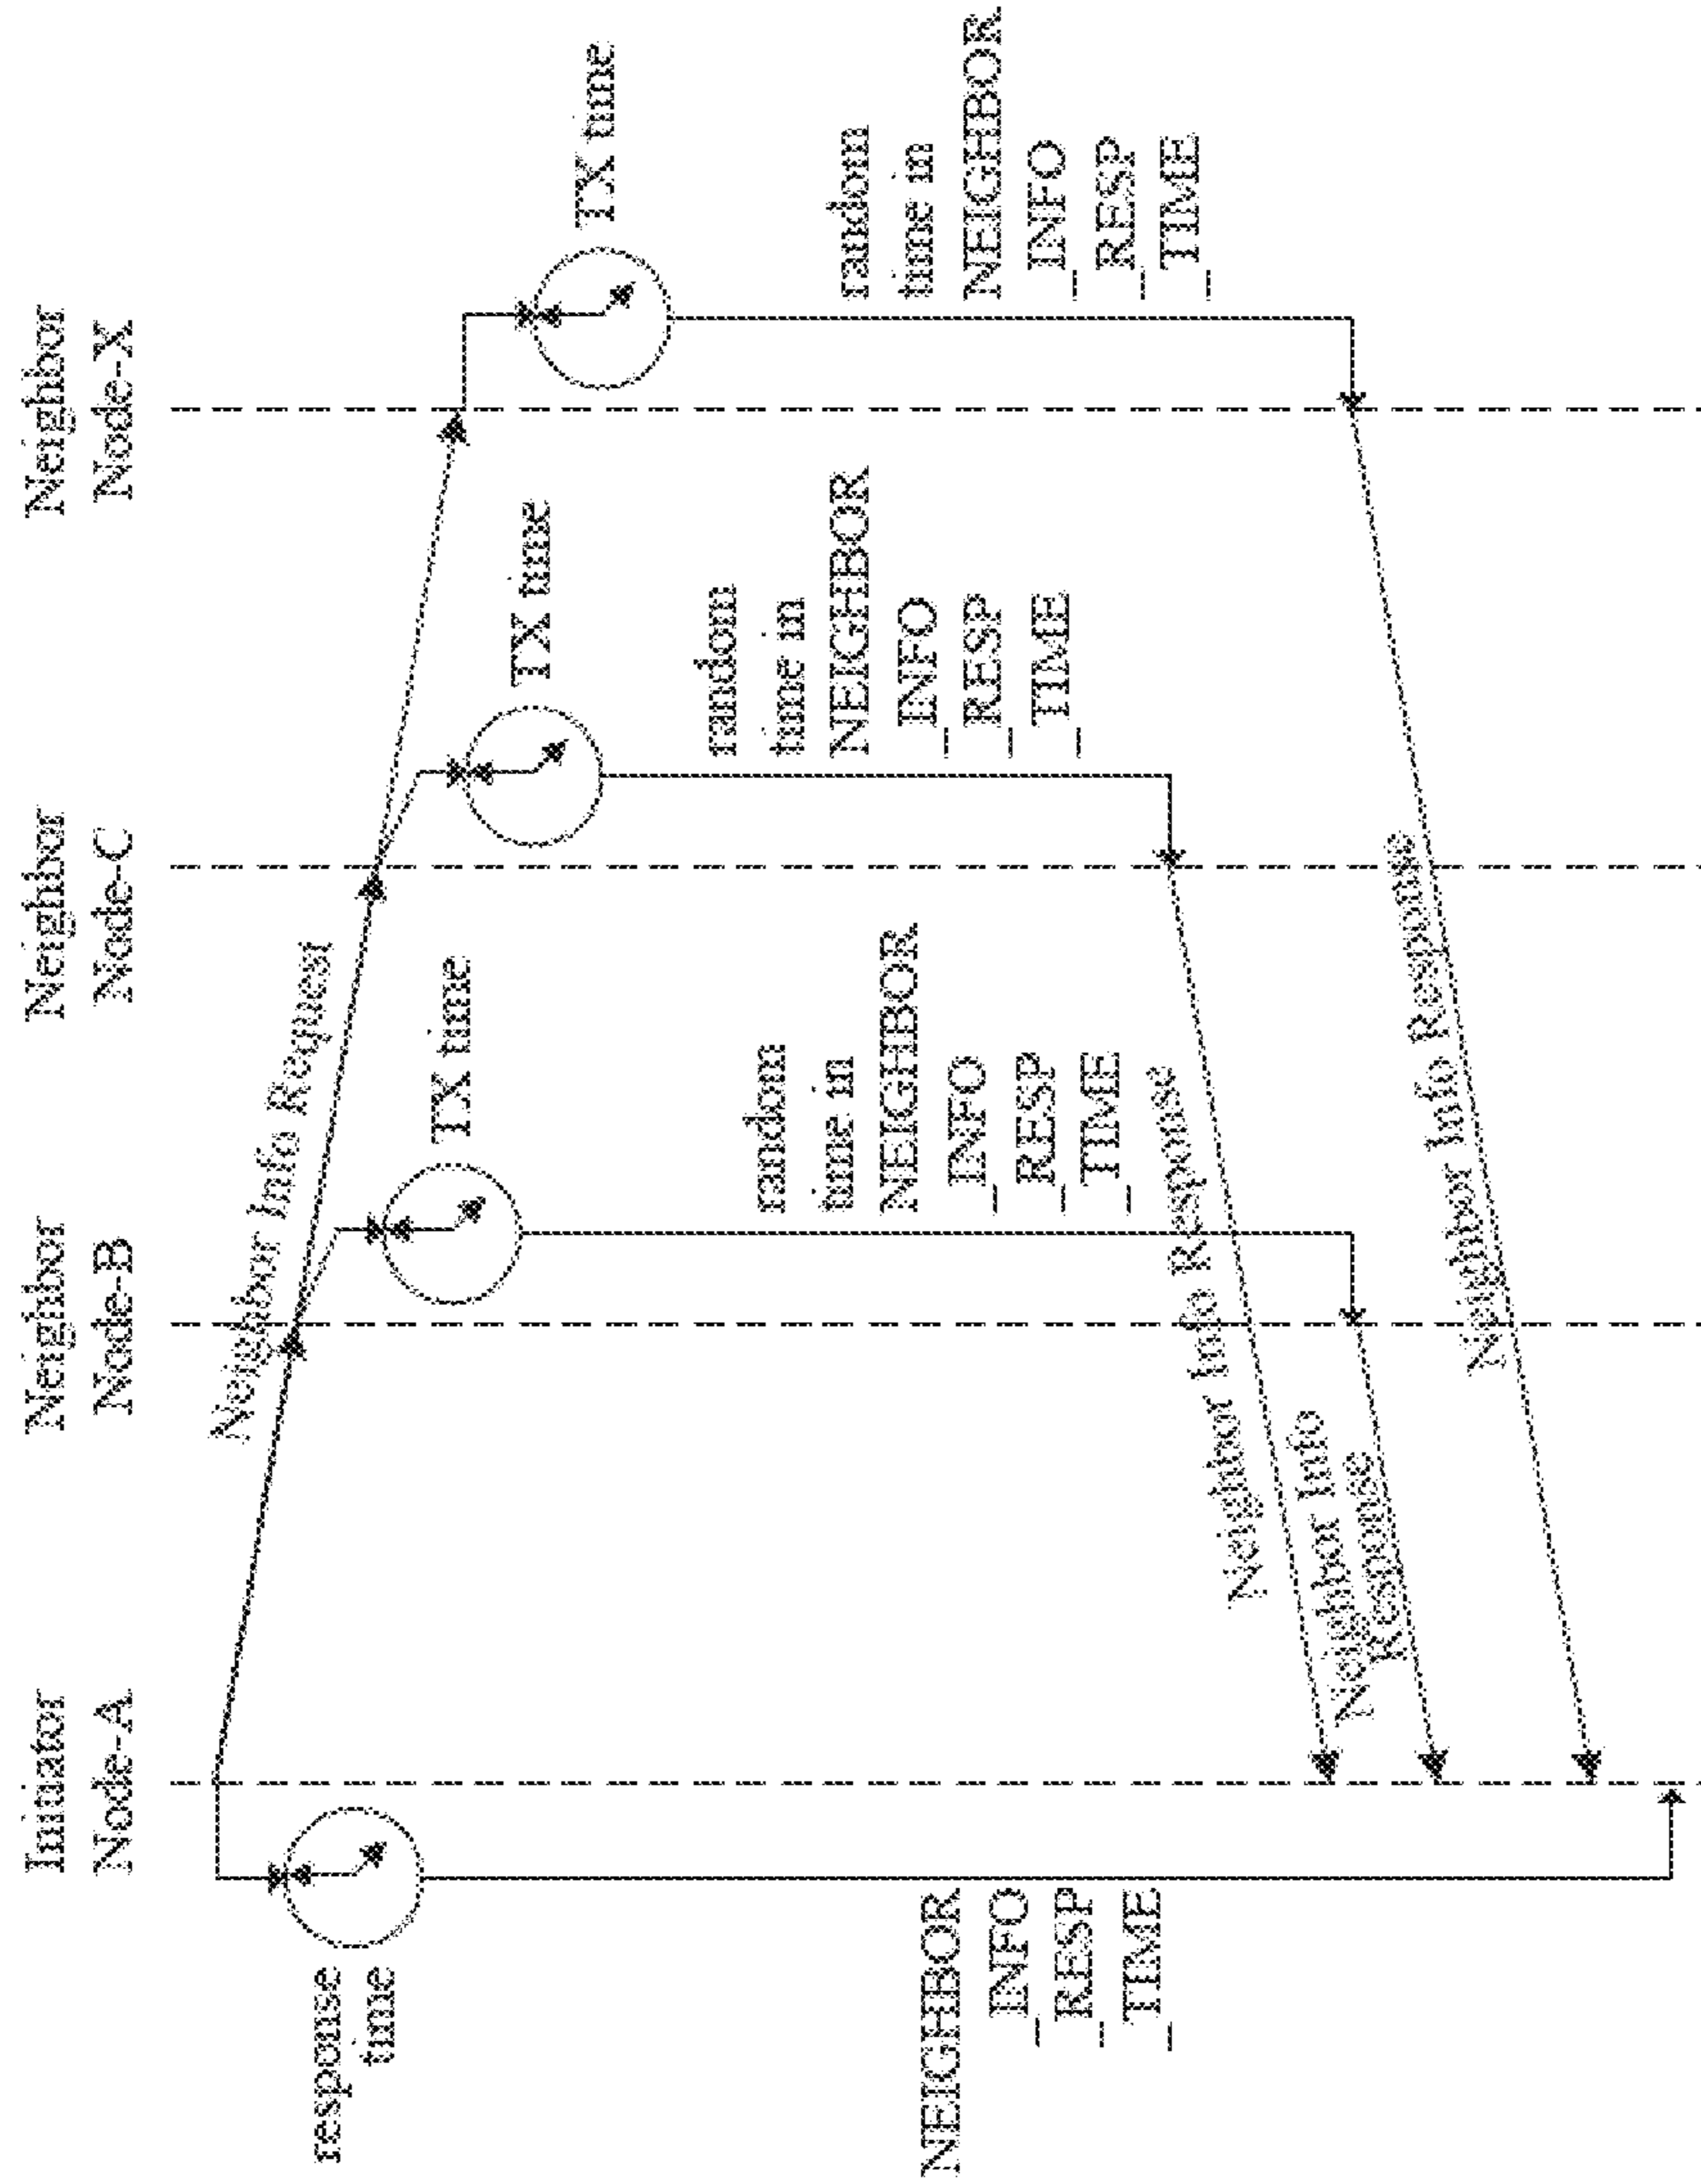 Initiator
Node-A
Neighbor
Node-B
Neighbor
Node-C
Neighbor
Node-X
response
time
Neighbor Info Request
TX time
TX time
TX time
NEIGHBOR
_INFO
_RESP
_TIME
random
time in
NEIGHBOR
_INFO
_RESP
_TIME
random
time in
NEIGHBOR
_INFO
_RESP
_TIME
random
time in
NEIGHBOR
_INFO
_RESP
_TIME
Neighbor Info Response
Neighbor Info
Response
Neighbor Info Response